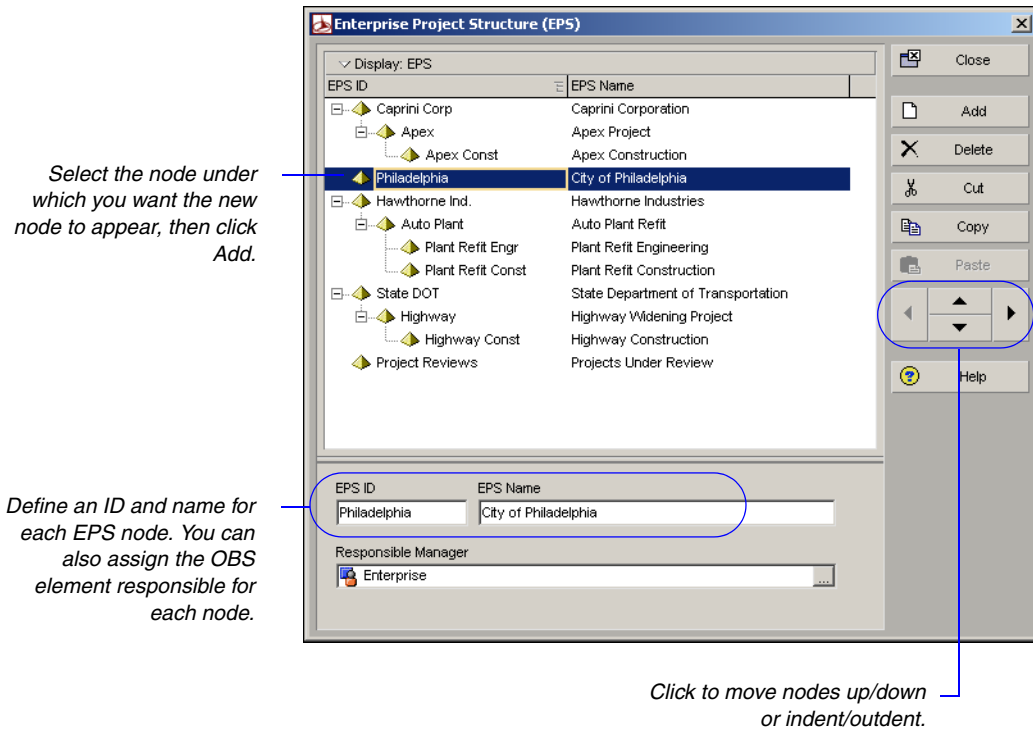 Enterprise Project Structure (EPS)
Display: EPS
EPS ID EPS Name
Caprini Corp Caprini Corporation
Apex Apex Project
Apex Const Apex Construction
Philadelphia City of Philadelphia
Hawthorne Ind. Hawthorne Industries
Auto Plant Auto Plant Refit
Plant Refit Engr Plant Refit Engineering
Plant Refit Const Plant Refit Construction
State DOT State Department of Transportation
Highway Highway Widening Project
Highway Const Highway Construction
Project Reviews Projects Under Review
Close
Add
Delete
Cut
Copy
Paste
Help
Select the node under
which you want the new
node to appear, then click
Add.
EPS ID EPS Name
Philadelphia City of Philadelphia
Responsible Manager
Enterprise
...
Define an ID and name for
each EPS node. You can
also assign the OBS
element responsible for
each node.
Click to move nodes up/down
or indent/outdent.